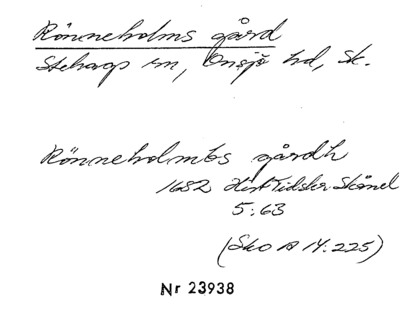 Rönneholms gård
Stehags sn, Onsjö hd, Sk.
Rönneholmbs gårdh
1682 Hist Tidskr Skånel
5:63
(Sko A 14:225)
Nr 23938